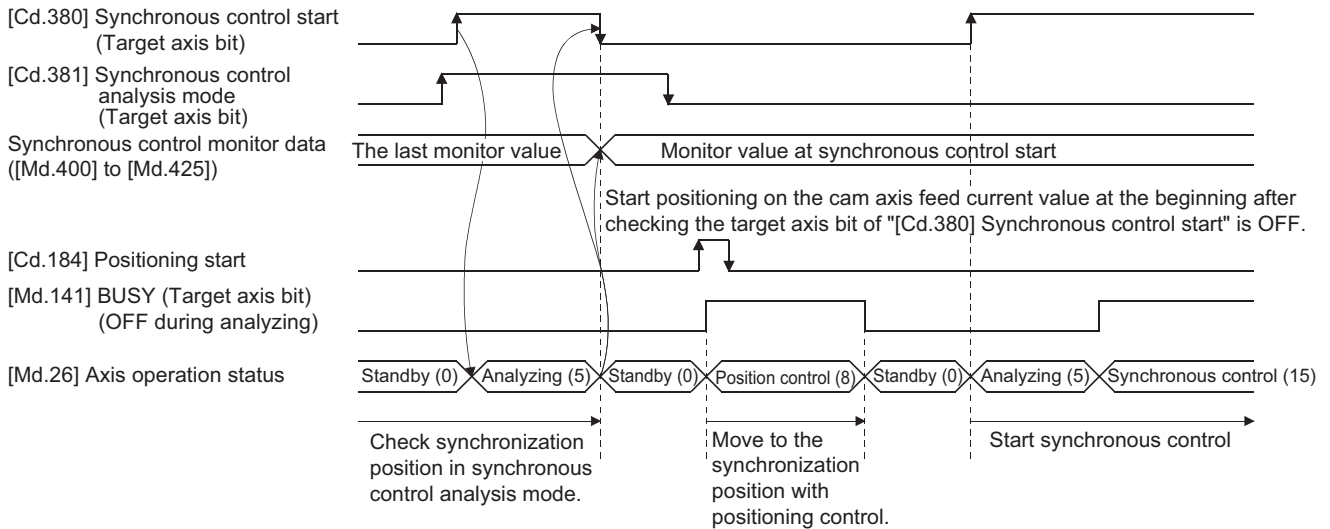 [Cd.380] Synchronous control start
(Target axis bit)
[Cd.381] Synchronous control
analysis mode
(Target axis bit)
Synchronous control monitor data
([Md.400] to [Md.425])
The last monitor value
Monitor value at synchronous control start
Start positioning on the cam axis feed current value at the beginning after
checking the target axis bit of "[Cd.380] Synchronous control start" is OFF.
[Cd.184] Positioning start
[Md.141] BUSY (Target axis bit)
(OFF during analyzing)
[Md.26] Axis operation status
Standby (0)
Analyzing (5)
Standby (0)
Position control (8)
Standby (0)
Analyzing (5)
Synchronous control (15)
Check synchronization
position in synchronous
control analysis mode.
Move to the
synchronization
position with
positioning control.
Start synchronous control